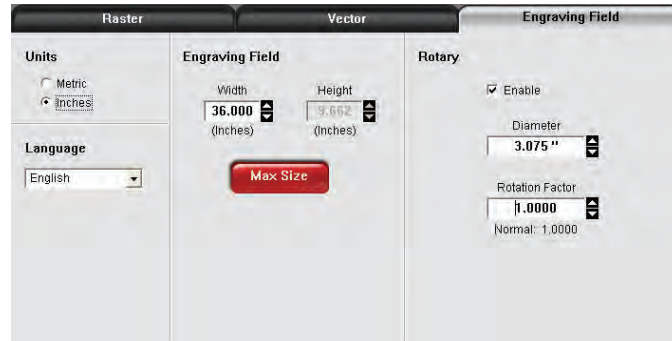 Raster
Vector
Engraving Field
Units
Metric
Inches
Language
English
Engraving Field
Width
Height
36.000
9.662
(Inches)
(Inches)
Max Size
Rotary
Enable
Diameter
3.075 "
Rotation Factor
1.0000
Normal: 1.0000